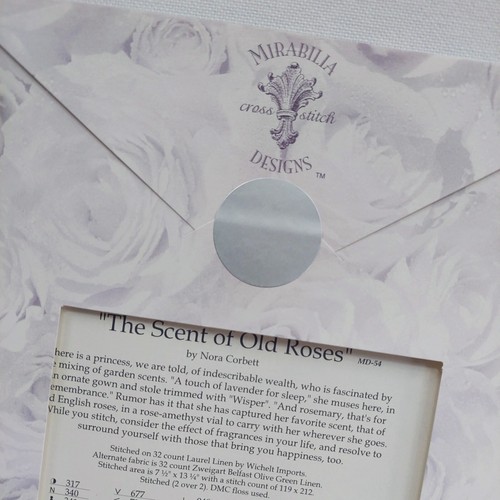 MIRABILIA
cross stitch
DESIGNS ™
"The Scent of Old Roses"
by Nora Corbett MD-54
here is a princess, we are told, of indescribable wealth, who is fascinated by
mixing of garden scents. "A touch of lavender for sleep," she muses here, in
n ornate gown and stole trimmed with "Wisper". "And rosemary, that's for
emembrance." Rumor has it that she has captured her favorite scent, that of
d English roses, in a rose-amethyst vial to carry with her wherever she goes.
While you stitch, consider the effect of fragrances in your life, and resolve to
surround yourself with those that bring you happiness, too.
Stitched on 32 count Laurel Linen by Wichelt Imports.
Alternate fabric is 32 count Zweigart Belfast Olive Green Linen.
Stitched area is 7 ½" x 13 ¼" with a stitch count of 119 x 212.
Stitched (2 over 2). DMC floss used.
317
N 340 V 677